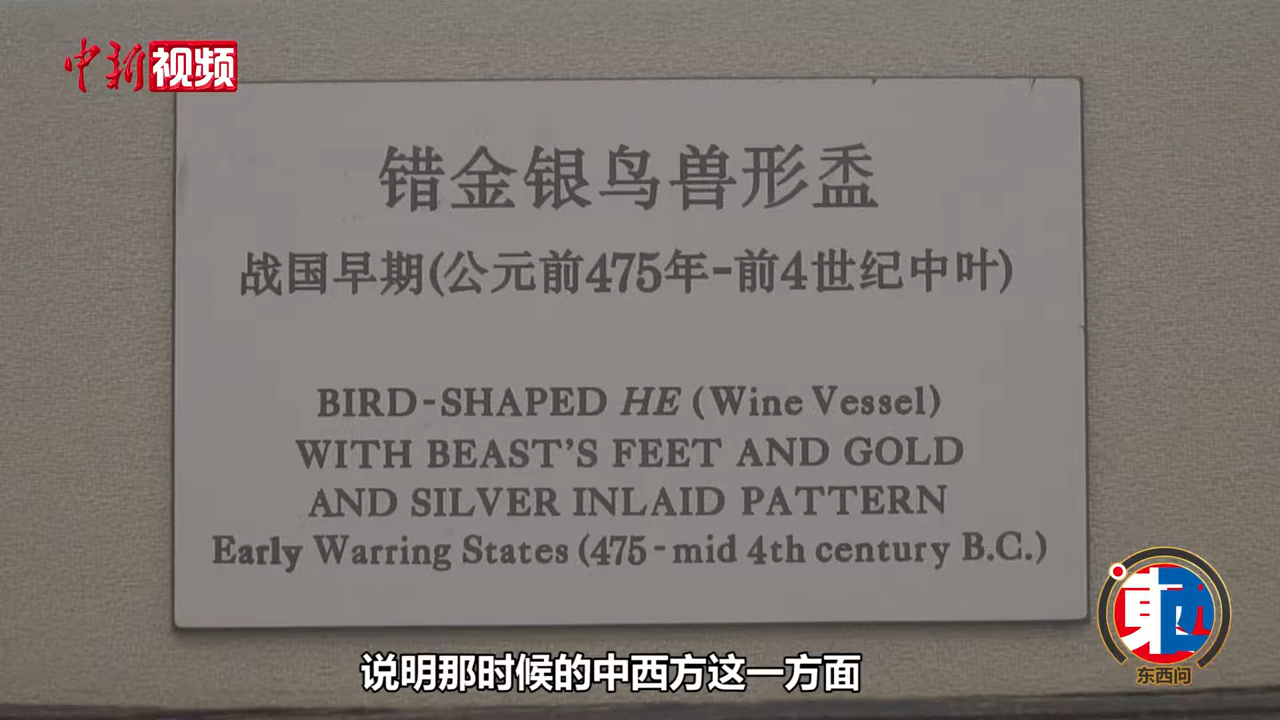 中新视频
错金银鸟兽形盉
战国早期(公元前475年-前4世纪中叶)
BIRD-SHAPED HE (Wine Vessel)
WITH BEAST'S FEET AND GOLD
AND SILVER INLAID PATTERN
Early Warring States (475-mid 4th century B.C.)
说明那时候的中西方这一方面
东西问